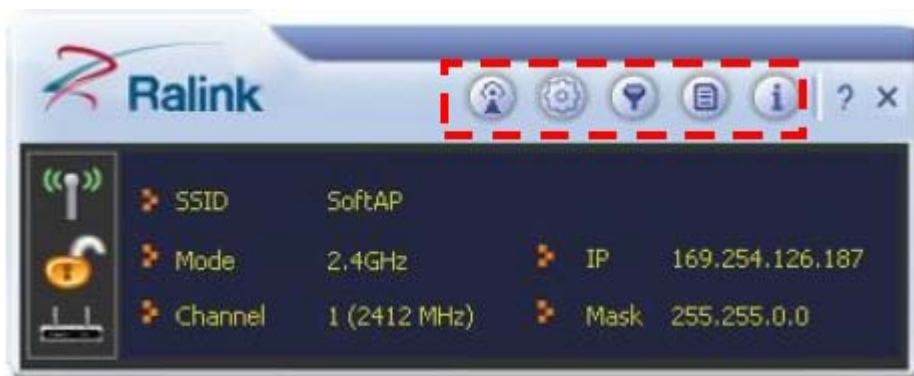 Ralink
i ? ×
SSID SoftAP
Mode 2.4GHz IP 169.254.126.187
Channel 1 (2412 MHz) Mask 255.255.0.0